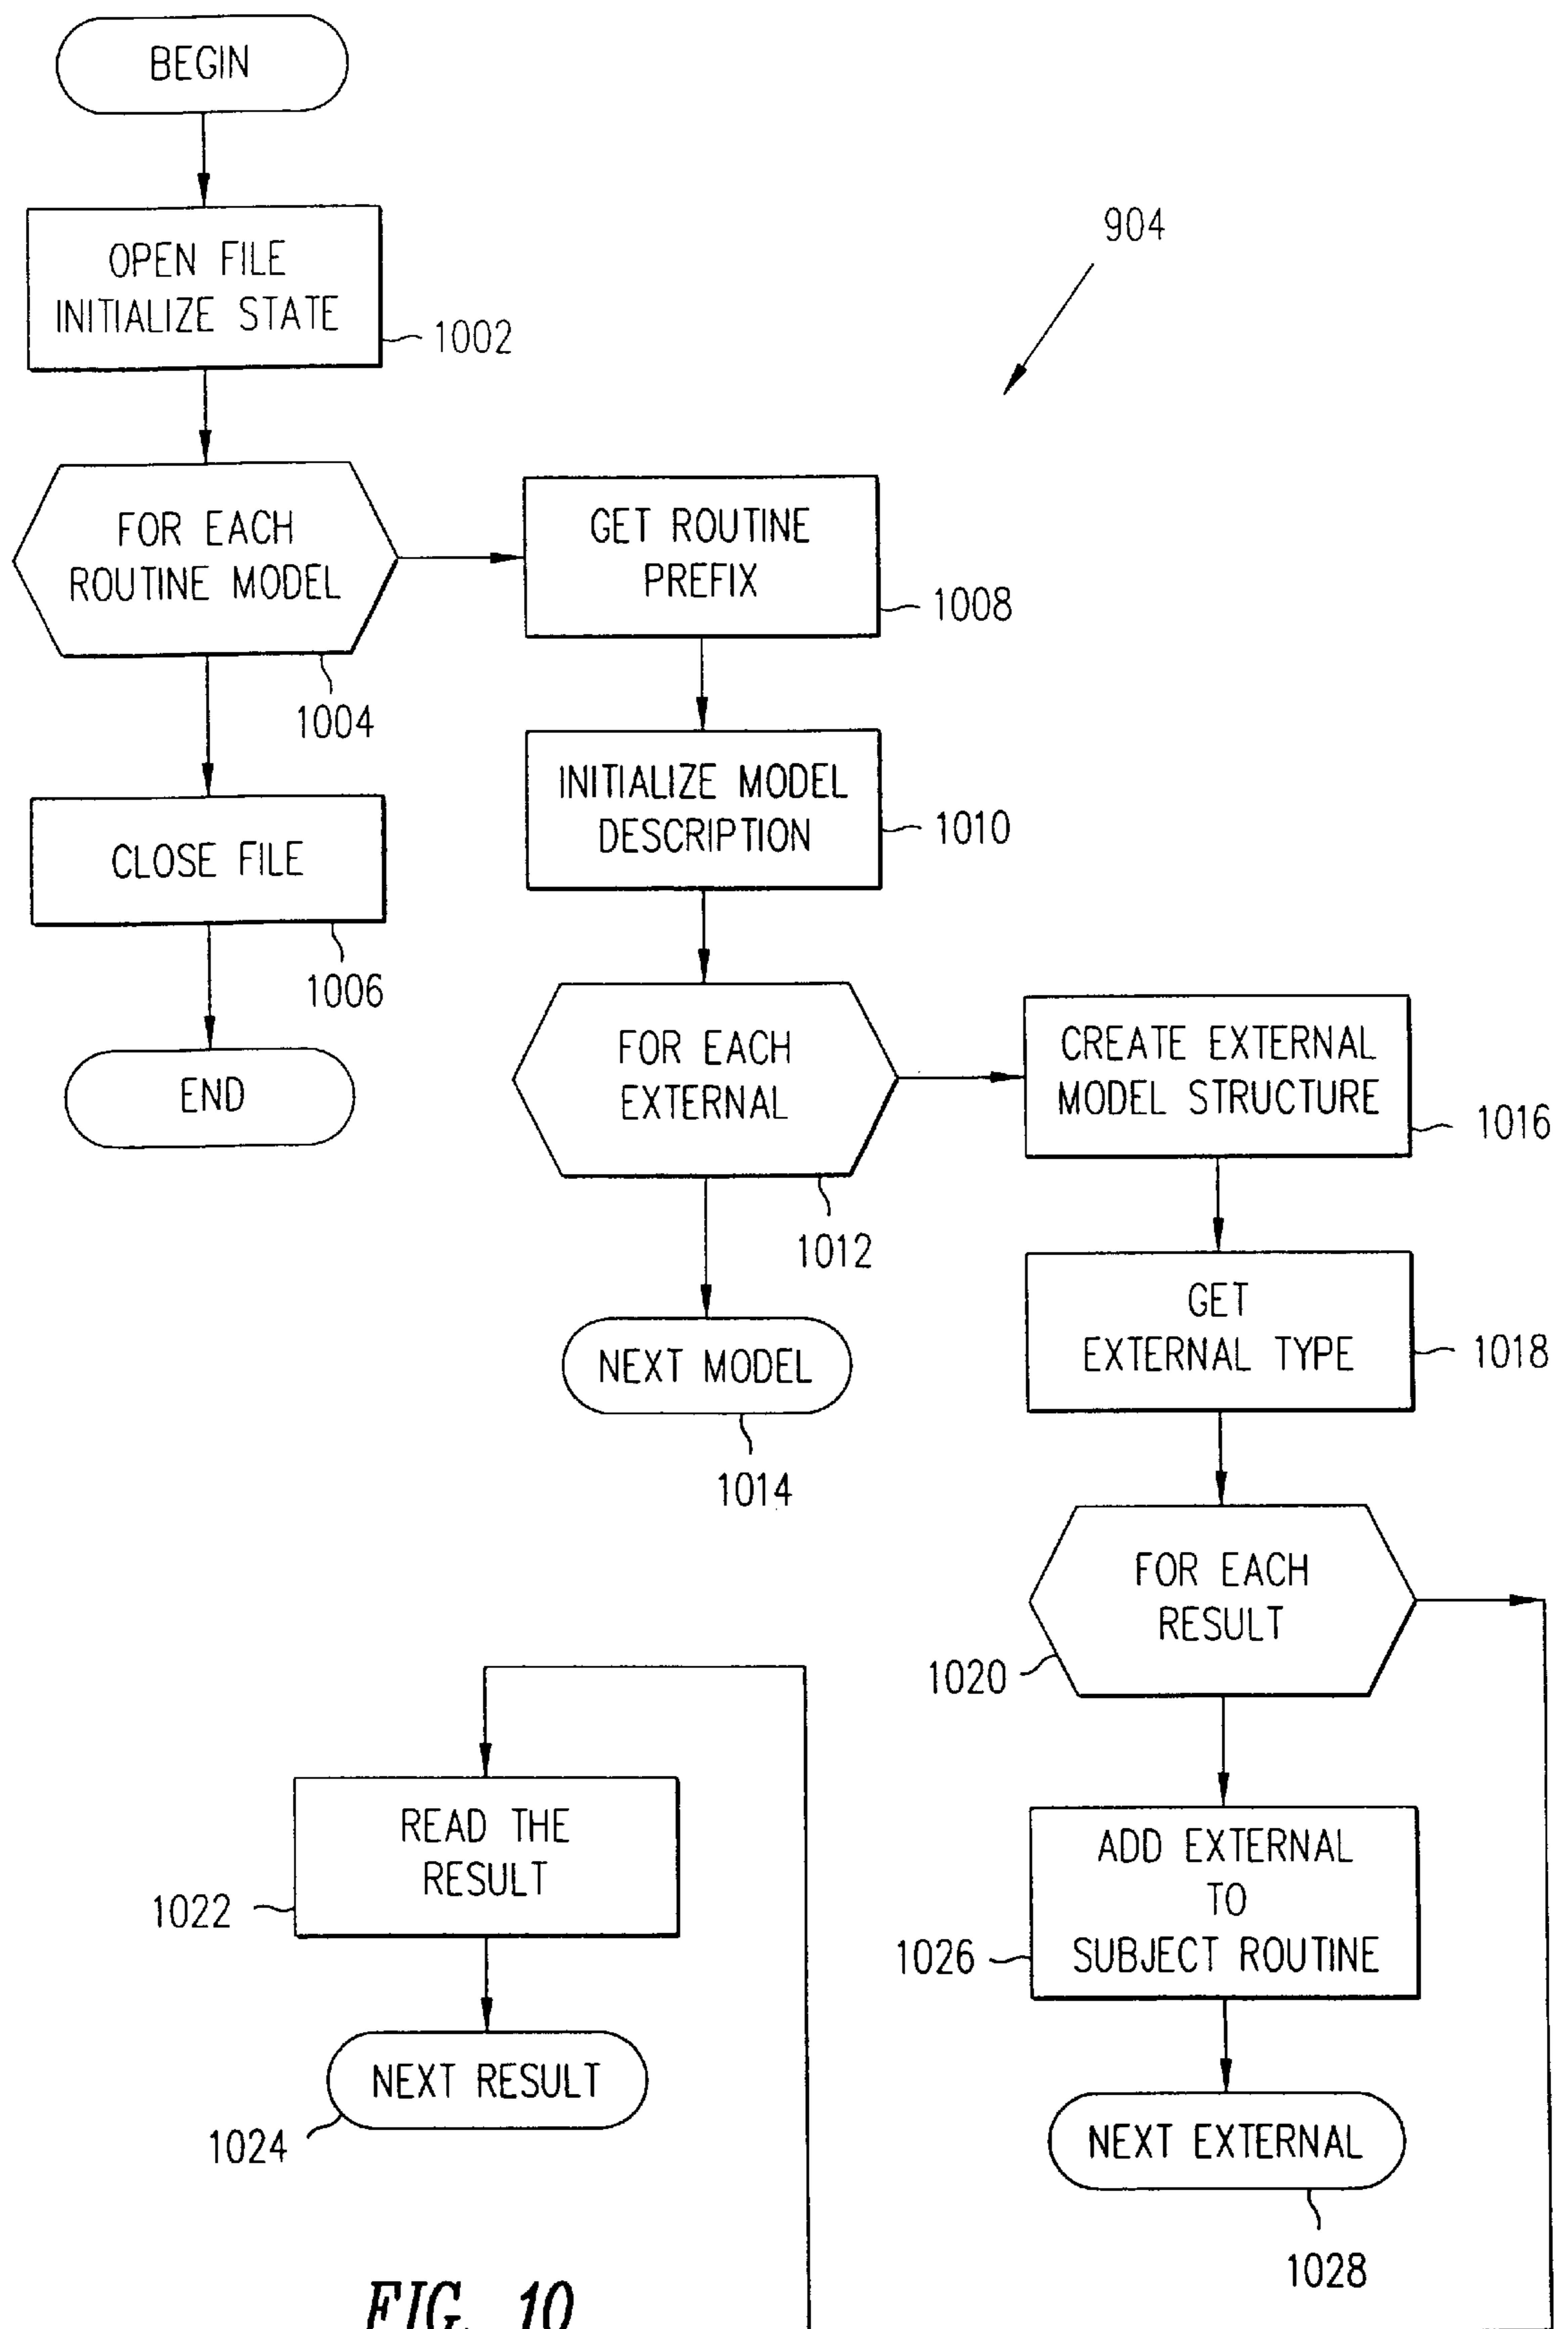 BEGIN
OPEN FILE
INITIALIZE STATE
1002
904
FOR EACH
ROUTINE MODEL
1004
GET ROUTINE
PREFIX
1008
INITIALIZE MODEL
DESCRIPTION
1010
CLOSE FILE
1006
END
FOR EACH
EXTERNAL
1012
NEXT MODEL
1014
CREATE EXTERNAL
MODEL STRUCTURE
1016
GET
EXTERNAL TYPE
1018
FOR EACH
RESULT
1020
READ THE
RESULT
1022
NEXT RESULT
1024
ADD EXTERNAL
TO
SUBJECT ROUTINE
1026
NEXT EXTERNAL
1028
FIG. 10